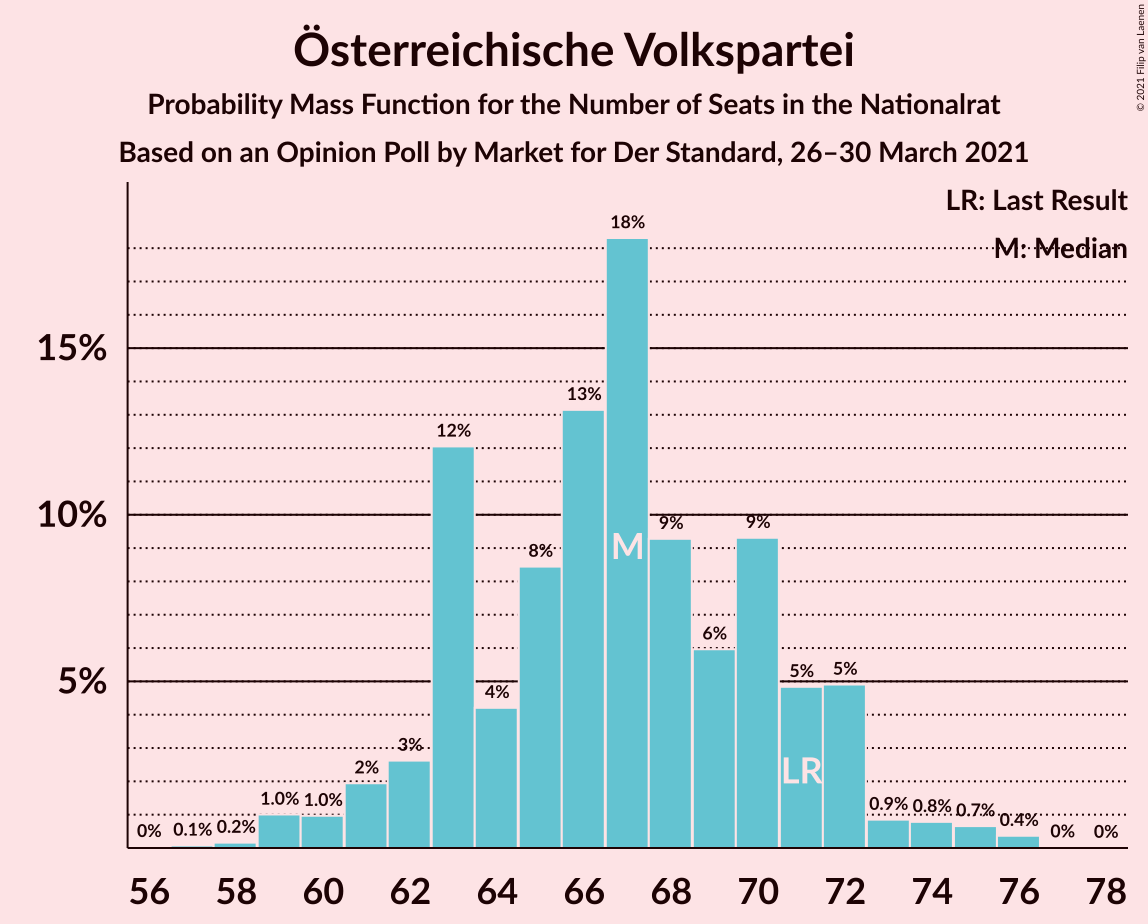 Österreichische Volkspartei
Probability Mass Function for the Number of Seats in the Nationalrat
Based on an Opinion Poll by Market for Der Standard, 26–30 March 2021
© 2021 Filip van Laenen
LR: Last Result
M: Median
15%
10%
5%
0%
0.1%
0.2%
1.0%
1.0%
2%
3%
12%
4%
8%
13%
18%
9%
6%
9%
5%
5%
0.9%
0.8%
0.7%
0.4%
0%
0%
M
LR
56 58 60 62 64 66 68 70 72 74 76 78